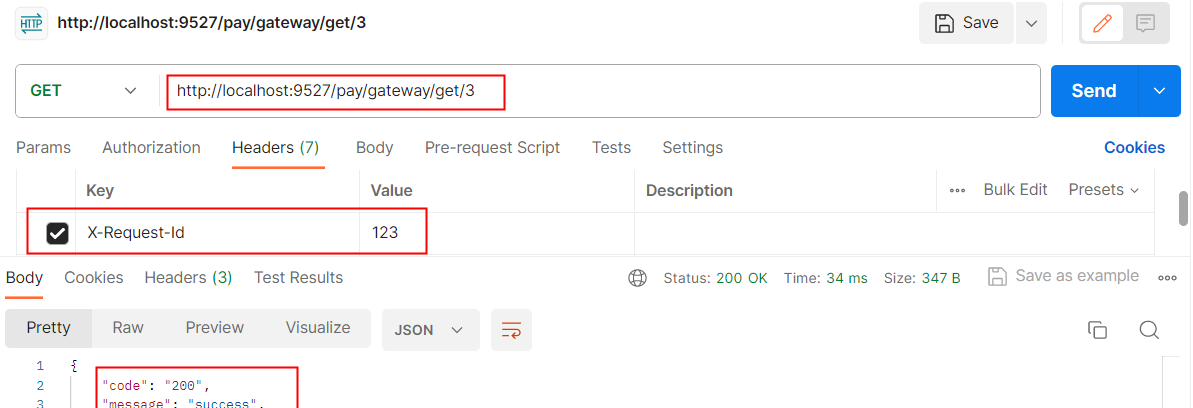 HTTP http://localhost:9527/pay/gateway/get/3 Save
GET http://localhost:9527/pay/gateway/get/3 Send
Params Authorization Headers (7) Body Pre-request Script Tests Settings Cookies
Key Value Description Bulk Edit Presets
X-Request-Id 123
Body Cookies Headers (3) Test Results Status: 200 OK Time: 34 ms Size: 347 B Save as example
Pretty Raw Preview Visualize JSON
1 {
2 "code": "200",
3 "message": "success",